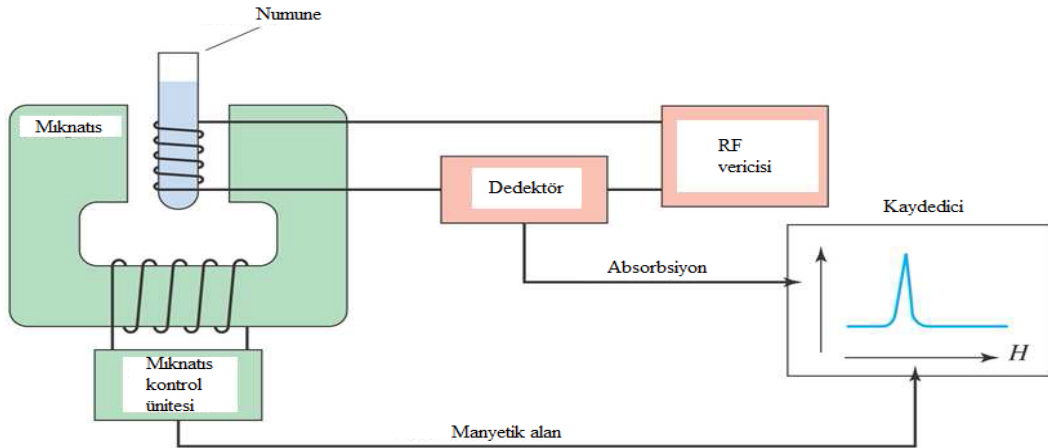 Numune
Mıknatıs
RF
vericisi
Dedektör
Kaydedici
Absorbsiyon
H
Mıknatıs
kontrol
ünitesi
Manyetik alan